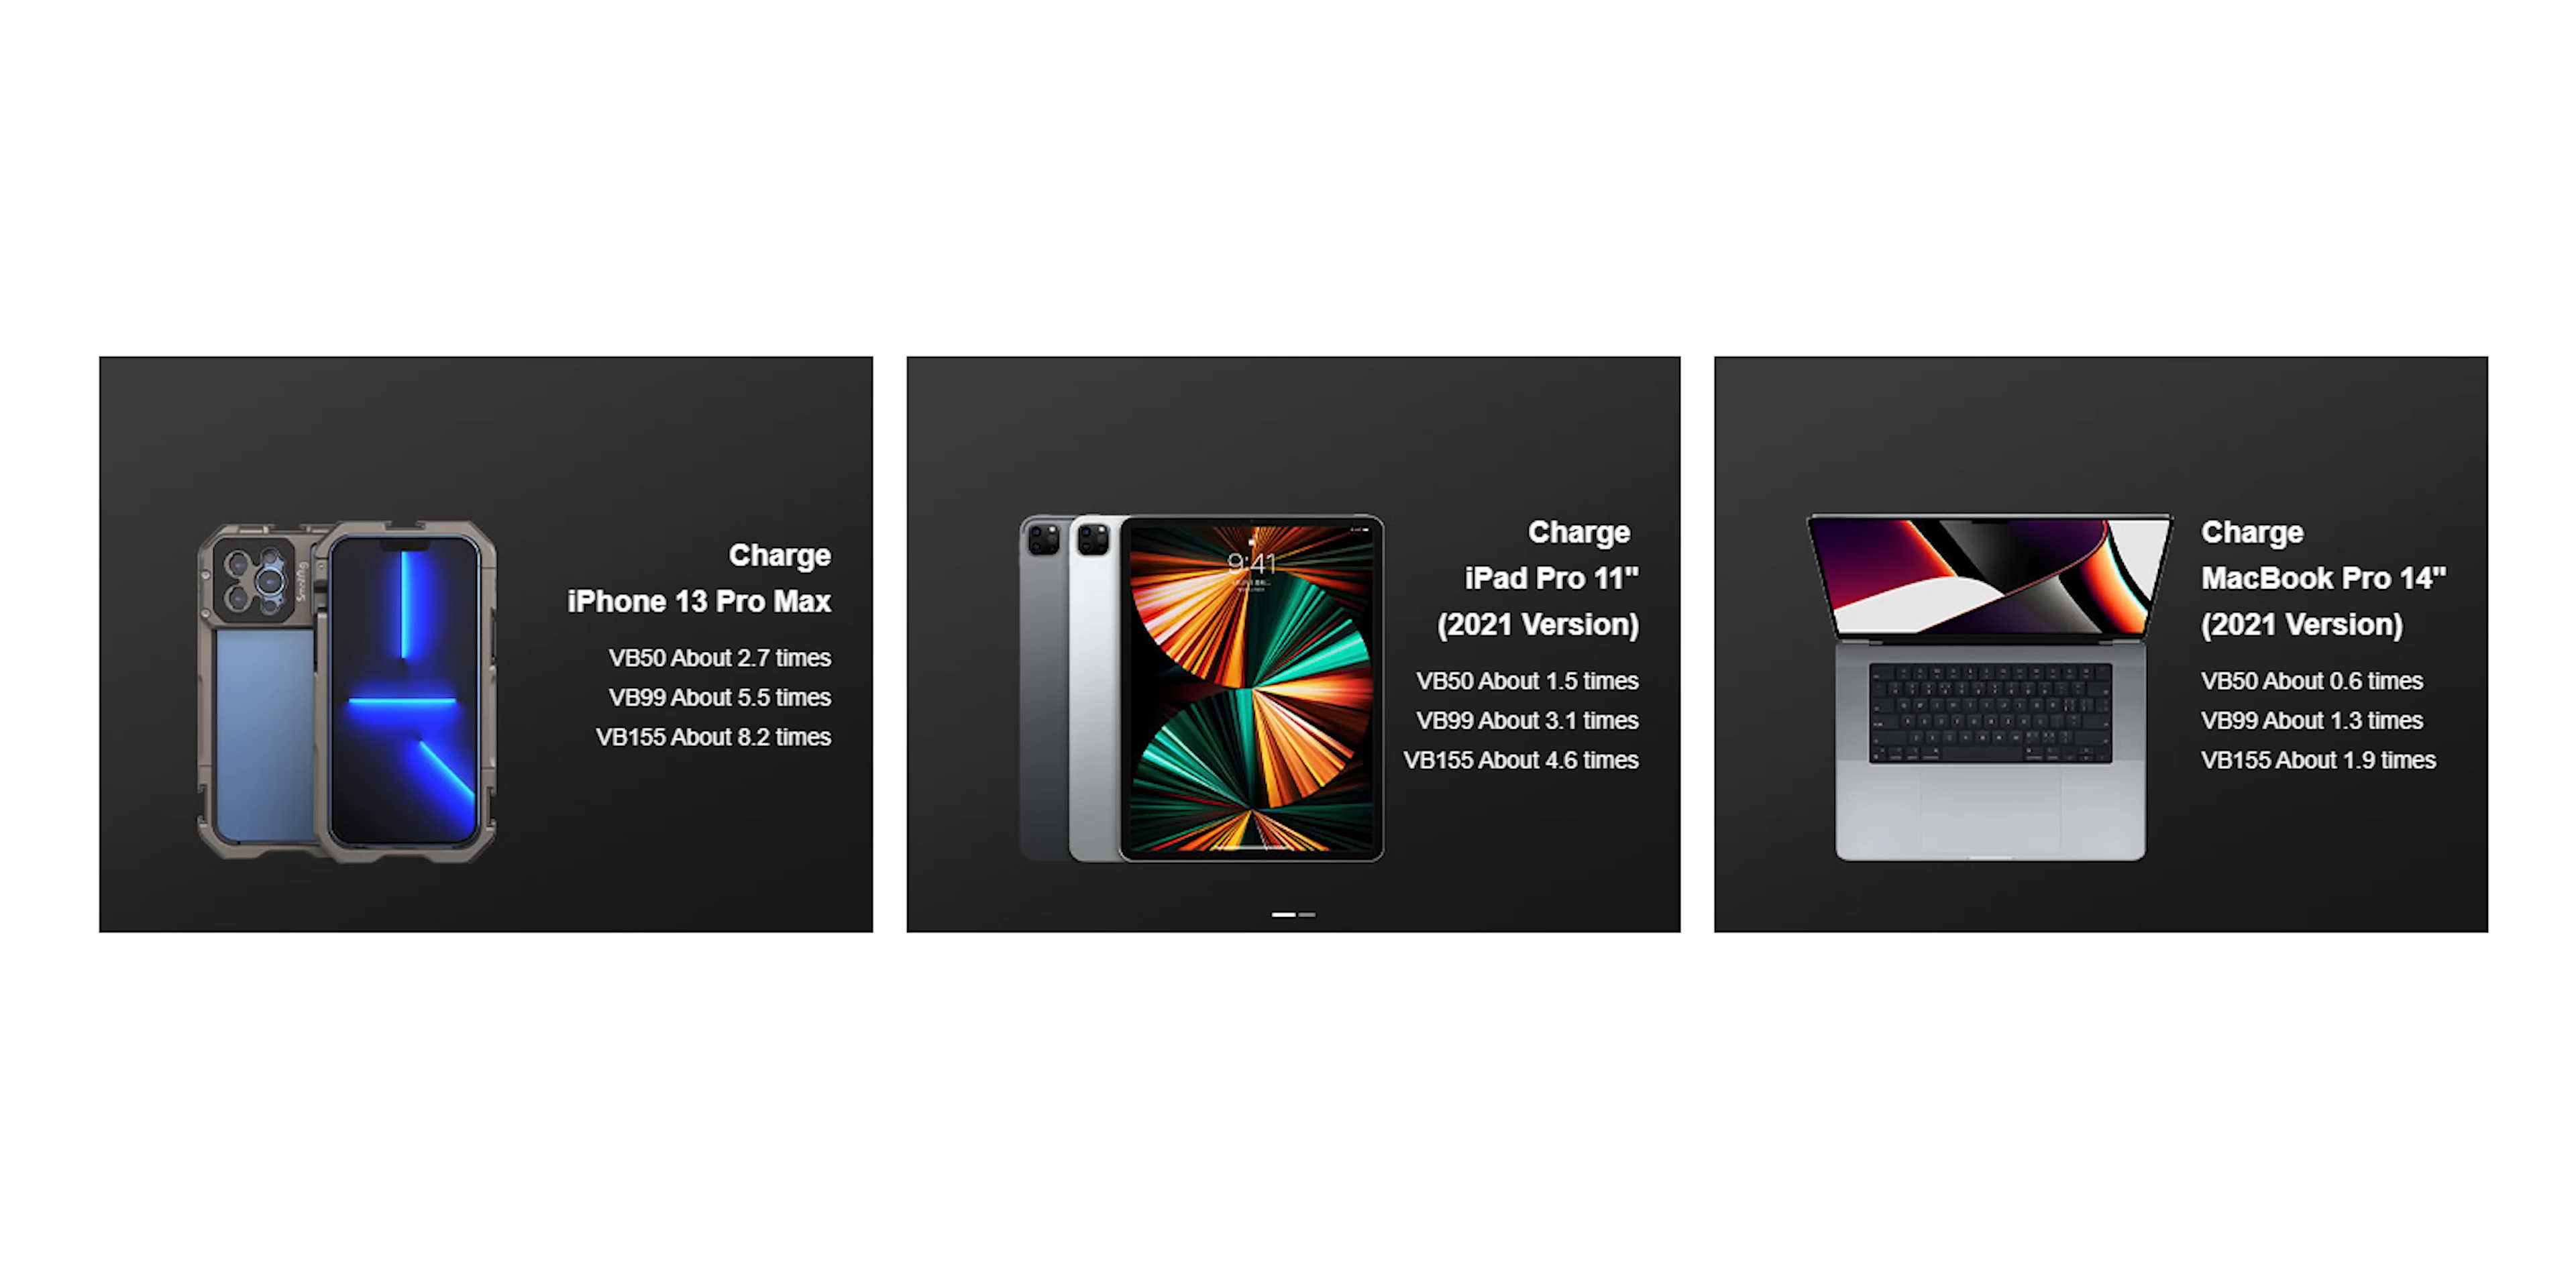 SmallRig
Charge
iPhone 13 Pro Max
VB50 About 2.7 times
VB99 About 5.5 times
VB155 About 8.2 times
9:41
Charge
iPad Pro 11"
(2021 Version)
VB50 About 1.5 times
VB99 About 3.1 times
VB155 About 4.6 times
Charge
MacBook Pro 14"
(2021 Version)
VB50 About 0.6 times
VB99 About 1.3 times
VB155 About 1.9 times